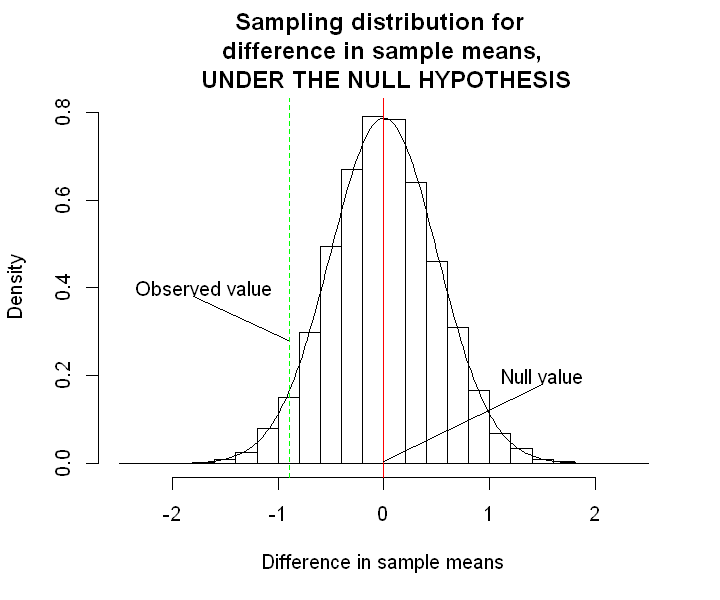 Sampling distribution for
difference in sample means,
UNDER THE NULL HYPOTHESIS
0.8
0.6
0.4
0.2
0.0
Density
Observed value
Null value
-2 -1 0 1 2
Difference in sample means